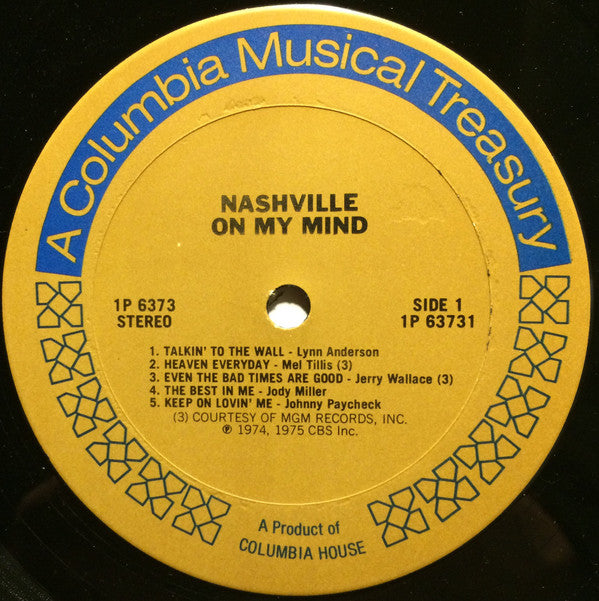 A Columbia Musical Treasury
NASHVILLE
ON MY MIND
1P 6373
STEREO
SIDE 1
1P 63731
1. TALKIN' TO THE WALL - Lynn Anderson
2. HEAVEN EVERYDAY - Mel Tillis (3)
3. EVEN THE BAD TIMES ARE GOOD - Jerry Wallace (3)
4. THE BEST IN ME - Jody Miller
5. KEEP ON LOVIN' ME - Johnny Paycheck
(3) COURTESY OF MGM RECORDS, INC.
℗ 1974, 1975 CBS Inc.
A Product of
COLUMBIA HOUSE